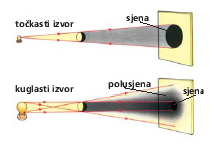 sjena
točkasti izvor
polusjena
kuglasti izvor
sjena